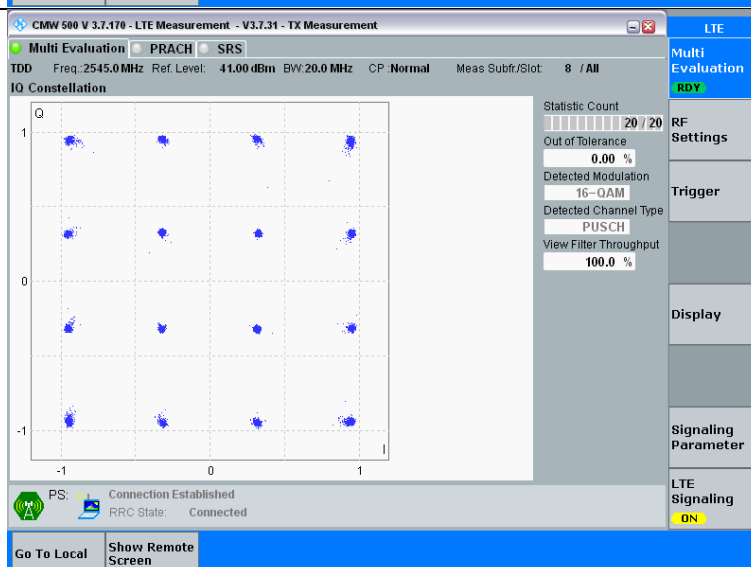 CMW 500 V 3.7.170 - LTE Measurement - V3.7.31 - TX Measurement
LTE
Multi Evaluation PRACH SRS
Multi Evaluation
RDY
TDD Freq.:2545.0 MHz Ref. Level: 41.00 dBm BW:20.0 MHz CP :Normal Meas Subfr./Slot: 8 / All
IQ Constellation
Q
1
0
-1
-1 0 1
I
Statistic Count
20 / 20
Out of Tolerance
0.00 %
Detected Modulation
16-QAM
Detected Channel Type
PUSCH
View Filter Throughput
100.0 %
RF
Settings
Trigger
Display
Signaling
Parameter
LTE
Signaling
ON
PS: Connection Established
RRC State: Connected
Go To Local
Show Remote
Screen